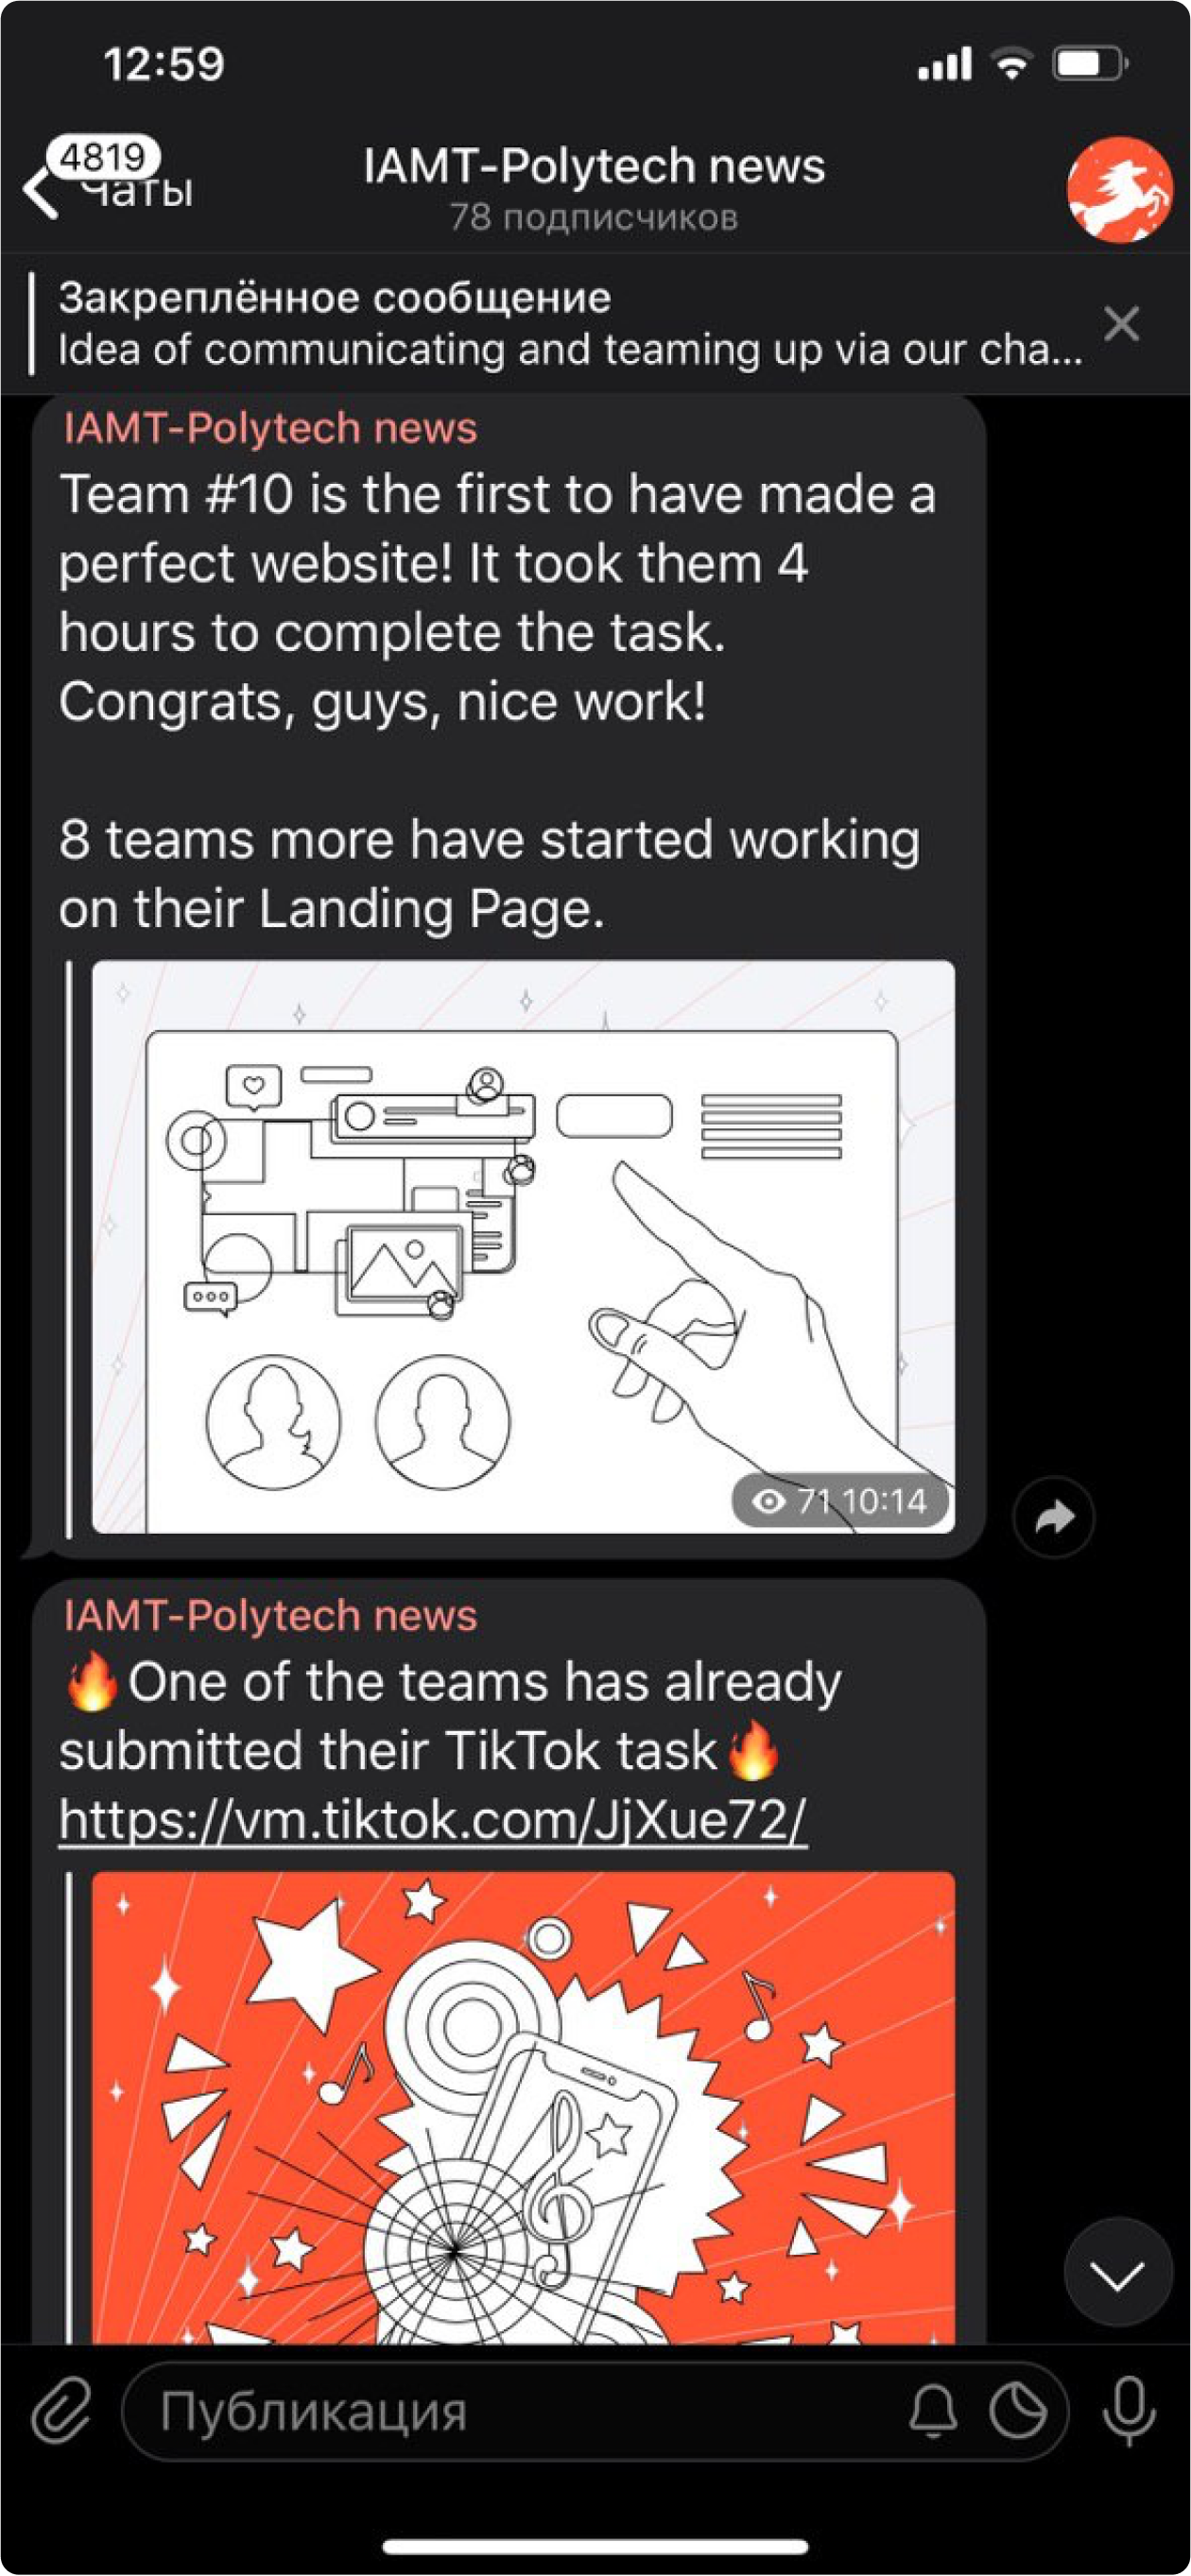 12:59
4819
Чаты
IAMT-Polytech news
78 подписчиков
Закреплённое сообщение
Idea of communicating and teaming up via our cha...
IAMT-Polytech news
Team #10 is the first to have made a
perfect website! It took them 4
hours to complete the task.
Congrats, guys, nice work!
8 teams more have started working
on their Landing Page.
71 10:14
IAMT-Polytech news
🔥One of the teams has already
submitted their TikTok task🔥
https://vm.tiktok.com/JjXue72/
Публикация